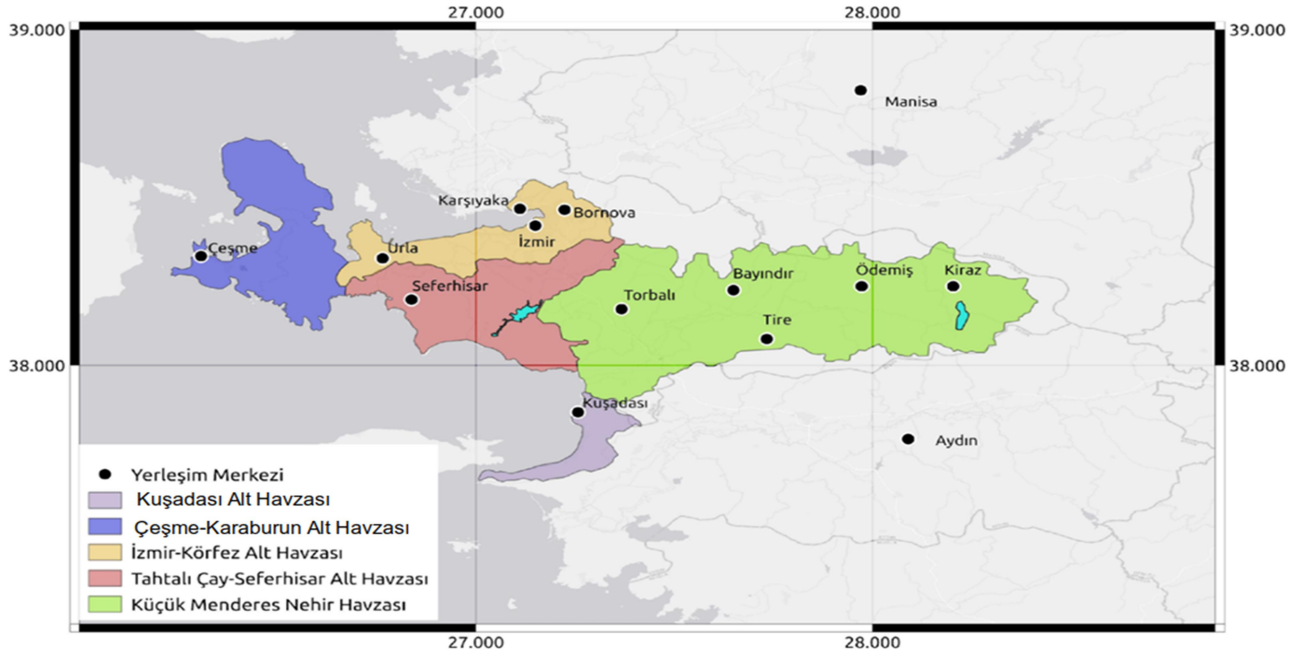 27.000 28.000
39.000 39.000
Manisa
Karşıyaka
Bornova
İzmir
Çeşme
Urla
Seferhisar
Bayındır
Ödemiş
Kiraz
Torbalı
Tire
38.000 38.000
Kuşadası
Aydın
Yerleşim Merkezi
Kuşadası Alt Havzası
Çeşme-Karaburun Alt Havzası
İzmir-Körfez Alt Havzası
Tahtalı Çay-Seferhisar Alt Havzası
Küçük Menderes Nehir Havzası
27.000 28.000